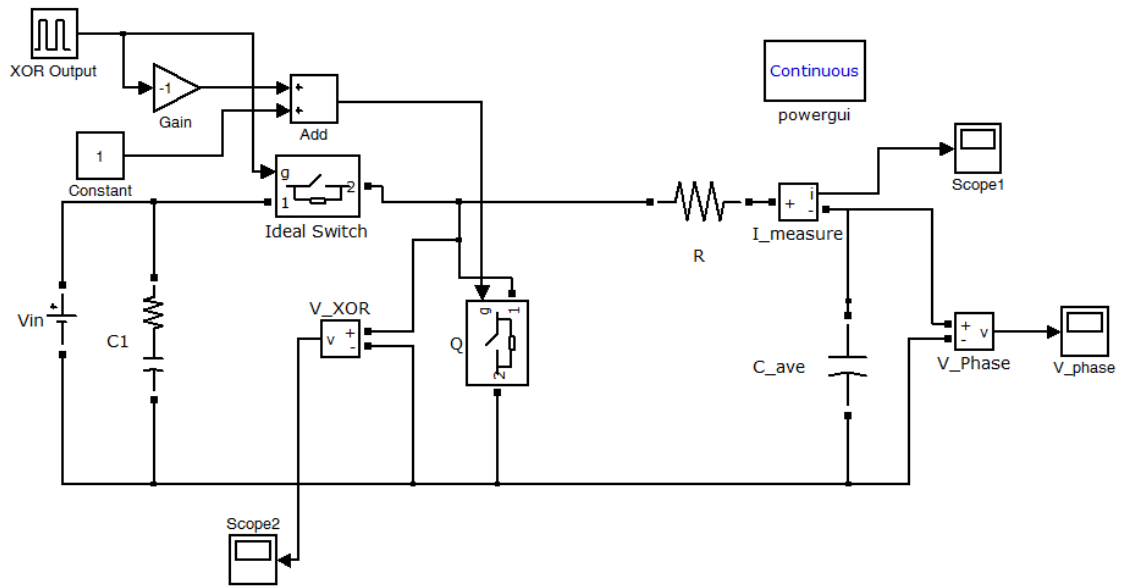 XOR Output
-1
Gain
+
+
Add
1
Constant
Continuous
powergui
g
1
2
Ideal Switch
Scope1
+
i
-
I_measure
R
Vin
+
C1
V_XOR
v
+
-
Q
g
1
2
C_ave
+
-
v
V_Phase
V_phase
Scope2